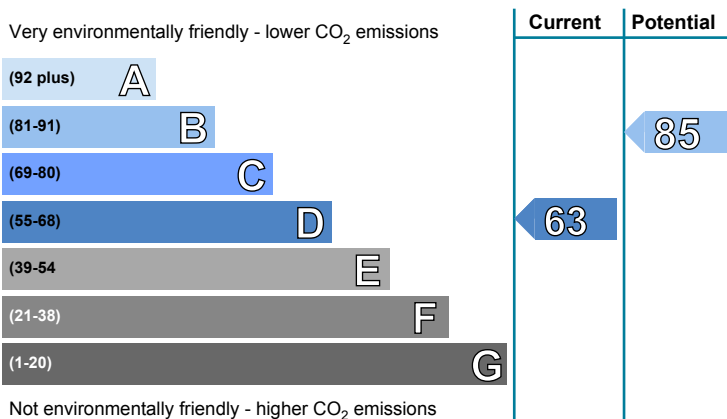 Very environmentally friendly - lower CO2 emissions
Current
Potential
(92 plus) A
(81-91) B
85
(69-80) C
(55-68) D
63
(39-54 E
(21-38) F
(1-20) G
Not environmentally friendly - higher CO2 emissions